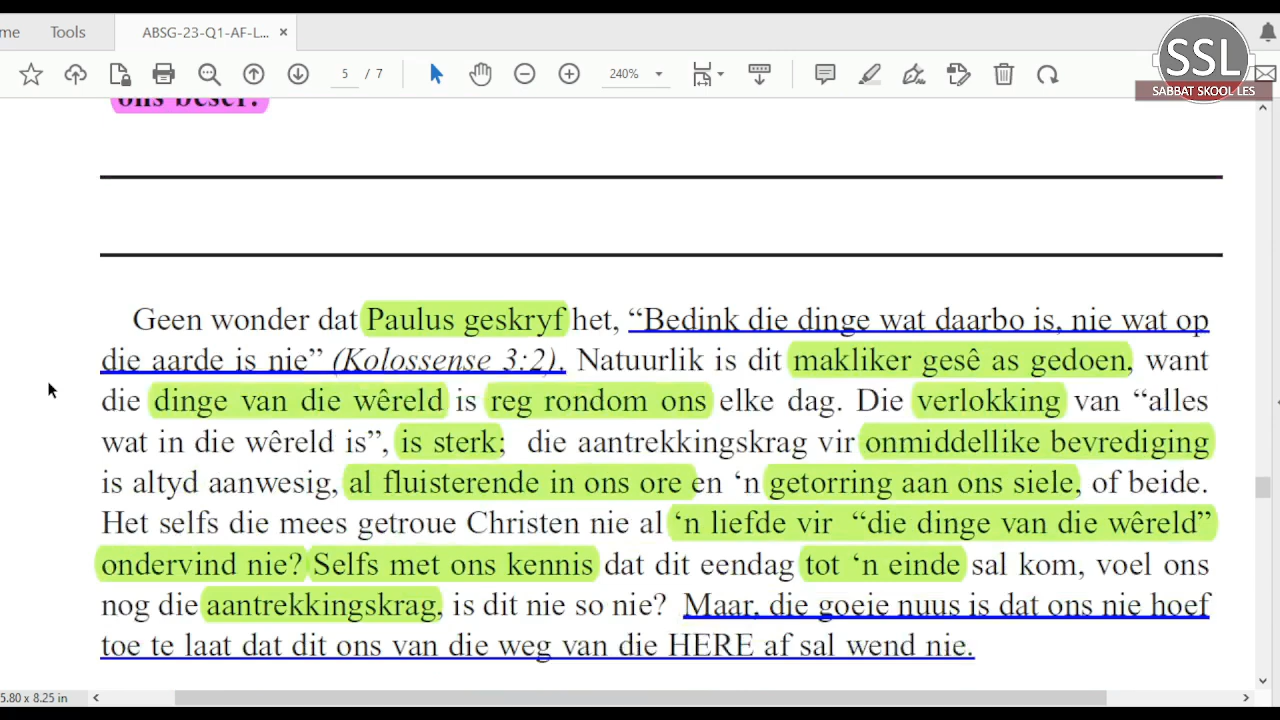 me Tools ABSG-23-Q1-AF-L... ×
5 / 7 240%
SSL
SABBAT SKOOL LES
ons besef?
Geen wonder dat Paulus geskryf het, “Bedink die dinge wat daarbo is, nie wat op
die aarde is nie” (Kolossense 3:2). Natuurlik is dit makliker gesê as gedoen, want
die dinge van die wêreld is reg rondom ons elke dag. Die verlokking van “alles
wat in die wêreld is”, is sterk; die aantrekkingskrag vir onmiddellike bevrediging
is altyd aanwesig, al fluisterende in ons ore en ‘n getorring aan ons siele, of beide.
Het selfs die mees getroue Christen nie al ‘n liefde vir “die dinge van die wêreld”
ondervind nie? Selfs met ons kennis dat dit eendag tot ‘n einde sal kom, voel ons
nog die aantrekkingskrag, is dit nie so nie? Maar, die goeie nuus is dat ons nie hoef
toe te laat dat dit ons van die weg van die HERE af sal wend nie.
5.80 x 8.25 in